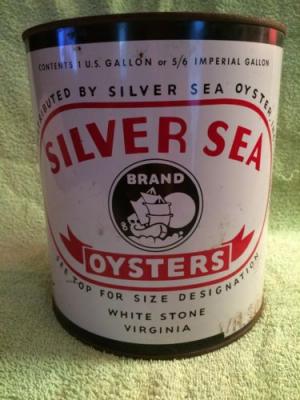 CONTENTS 1 U.S. GALLON or 5/6 IMPERIAL GALLON
BY SILVER SEA OYSTER
SILVER SEA
BRAND
OYSTERS
TOP FOR SIZE DESIGNATION
WHITE STONE
VIRGINIA